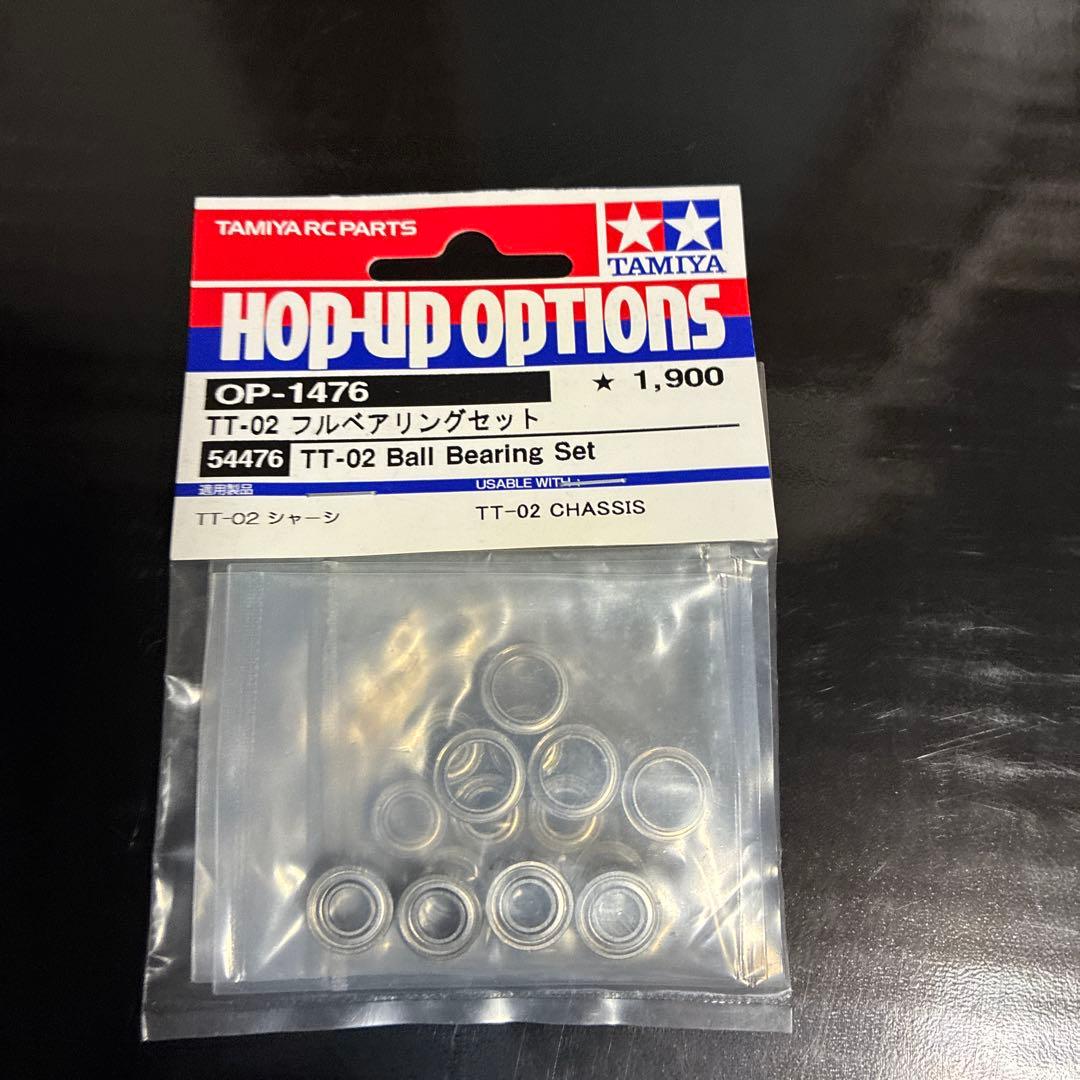 TAMIYA RC PARTS
TAMIYA
HOP-UP OPTIONS
OP-1476
★ 1,900
TT-02 フルベアリングセット
54476 TT-02 Ball Bearing Set
適用製品
USABLE WITH :
TT-02 シャーシ
TT-02 CHASSIS